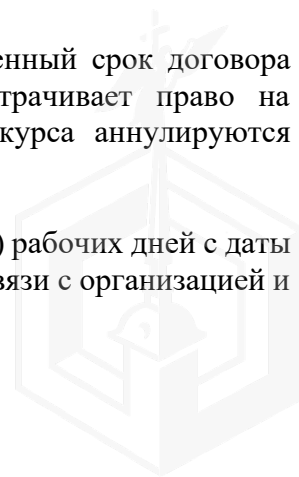 енный срок договора
трачивает право на
курса аннулируются
) рабочих дней с даты
вязи с организацией и